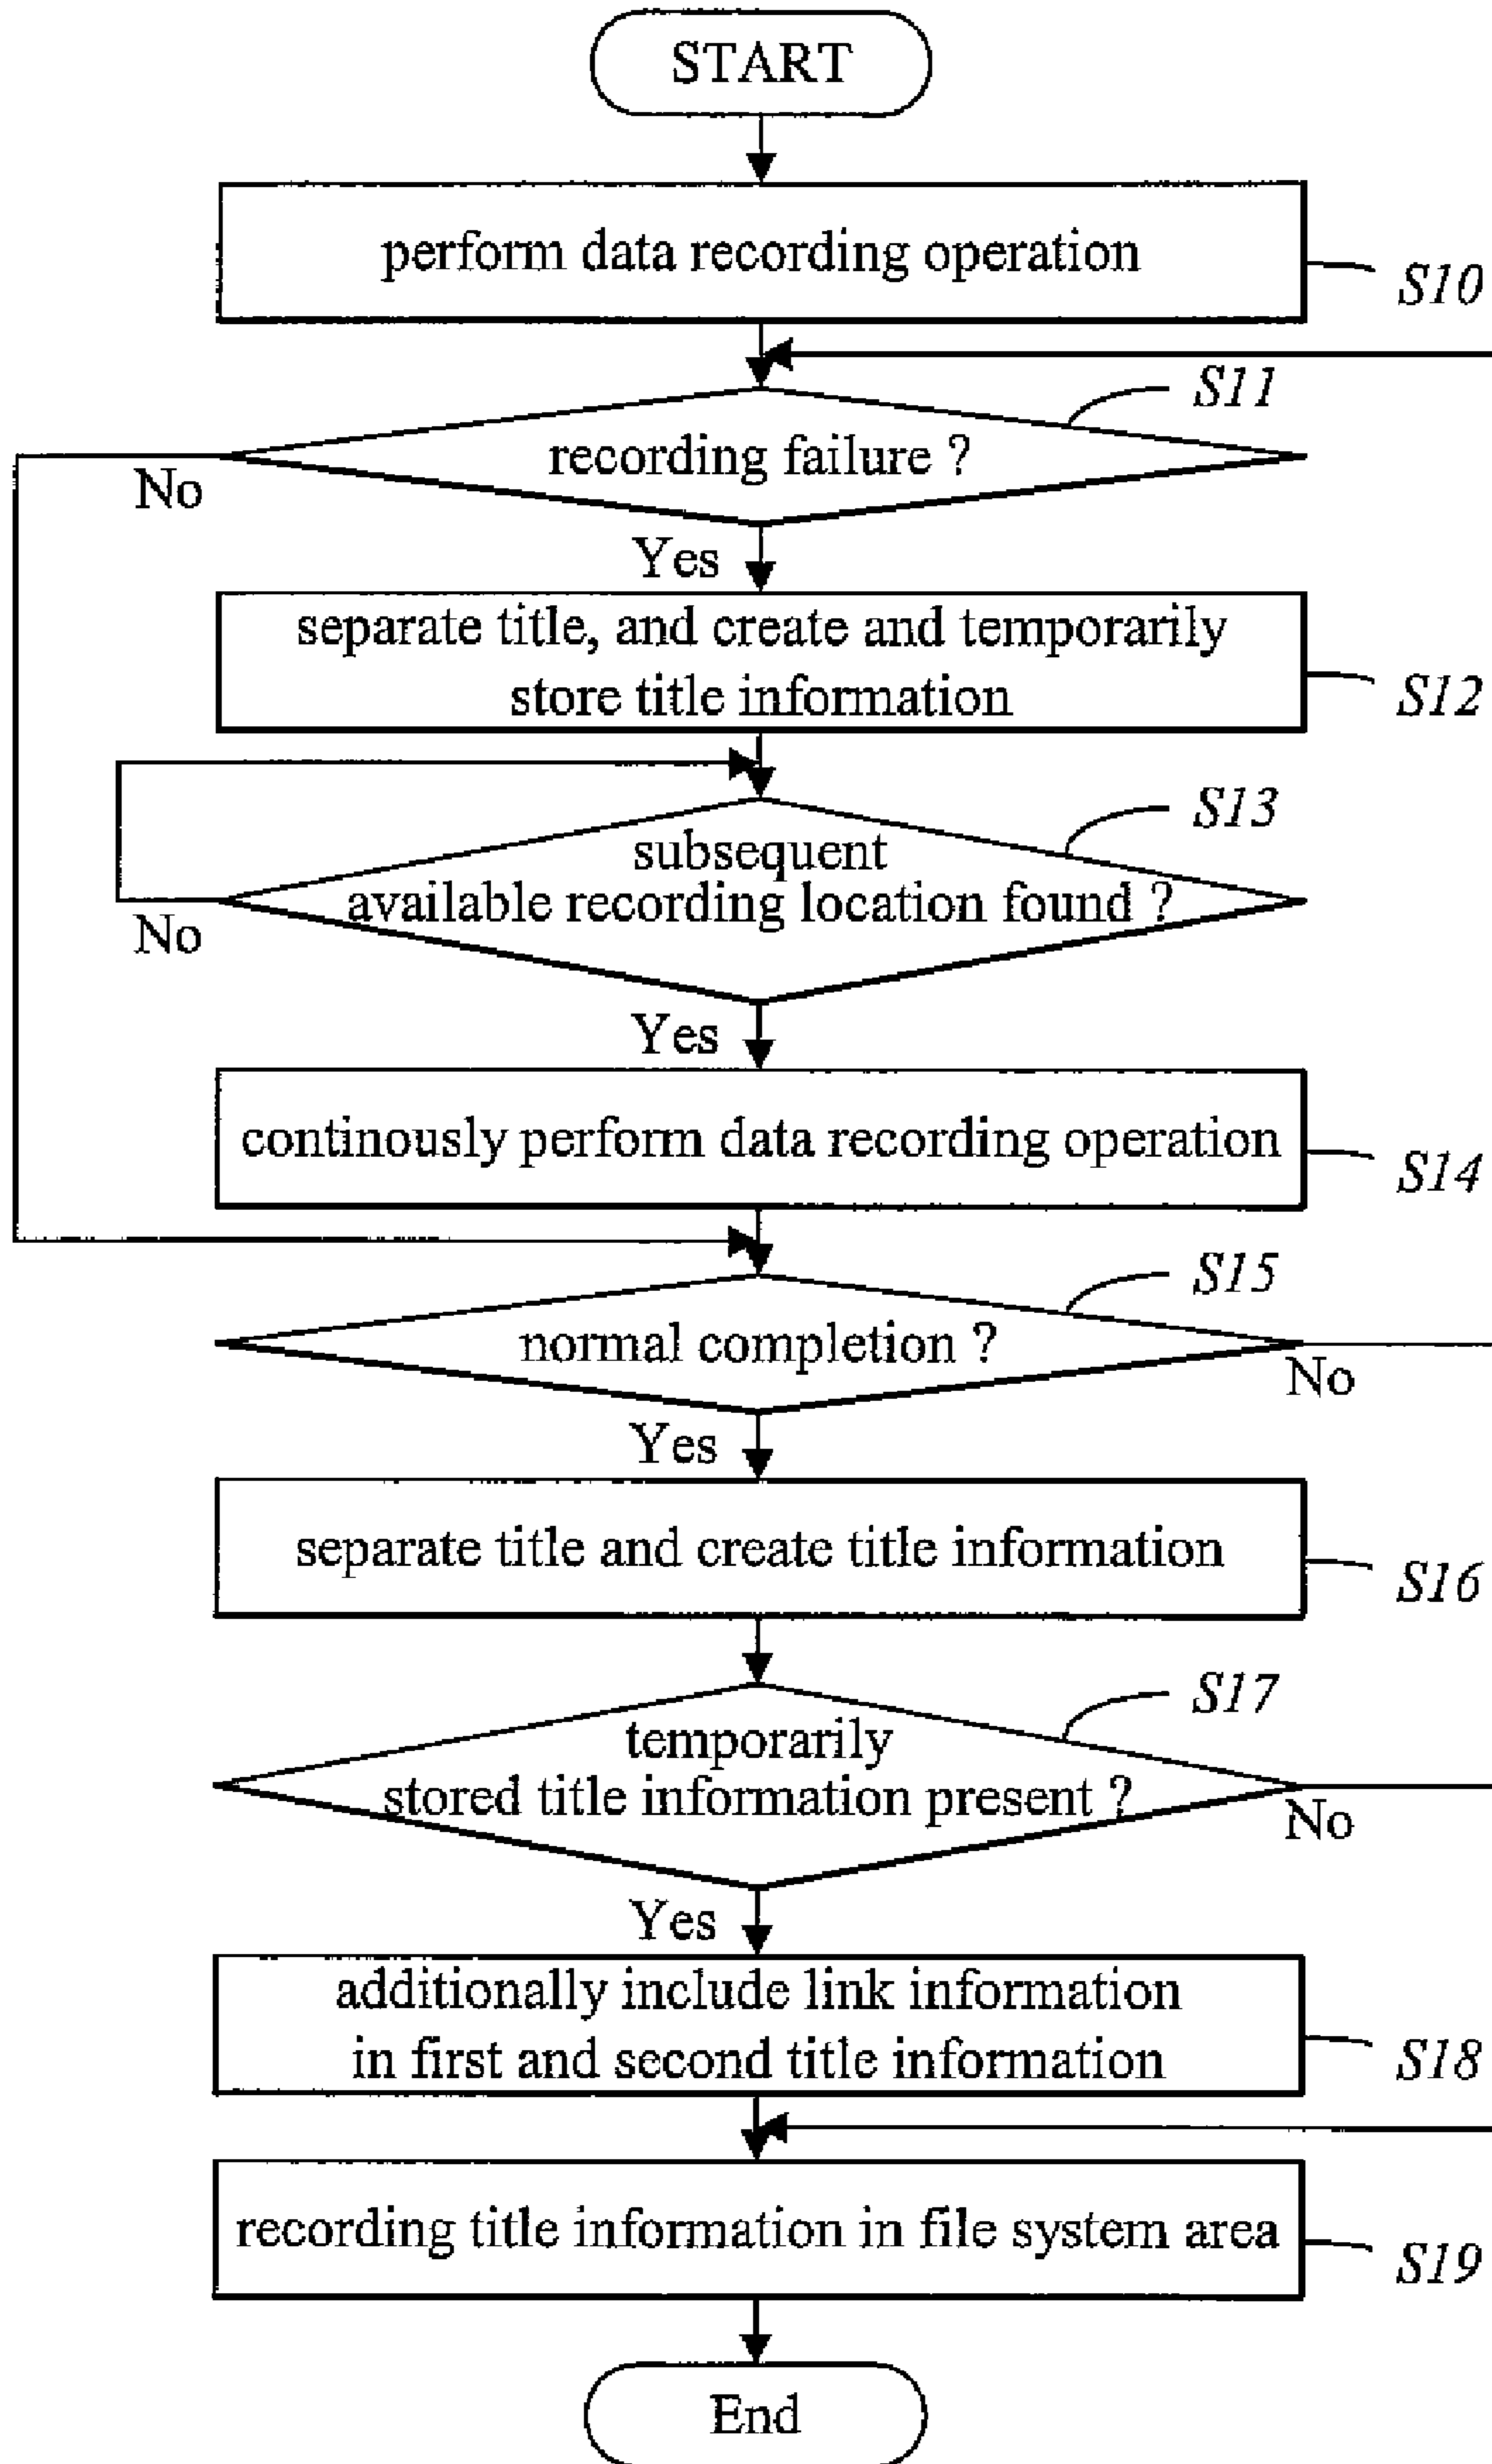 START
perform data recording operation
S10
S11
recording failure ?
No
Yes
separate title, and create and temporarily
store title information
S12
S13
subsequent
available recording location found ?
No
Yes
continously perform data recording operation
S14
S15
normal completion ?
No
Yes
separate title and create title information
S16
S17
temporarily
stored title information present ?
No
Yes
additionally include link information
in first and second title information
S18
recording title information in file system area
S19
End